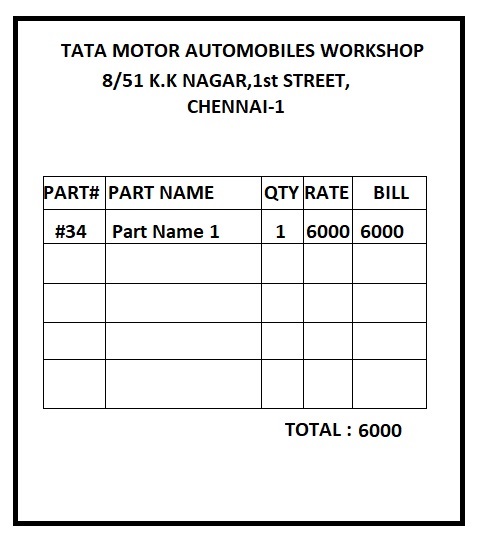 TATA MOTOR AUTOMOBILES WORKSHOP
8/51 K.K NAGAR,1st STREET,
CHENNAI-1
PART# PART NAME QTY RATE BILL
#34 Part Name 1 1 6000 6000
TOTAL : 6000